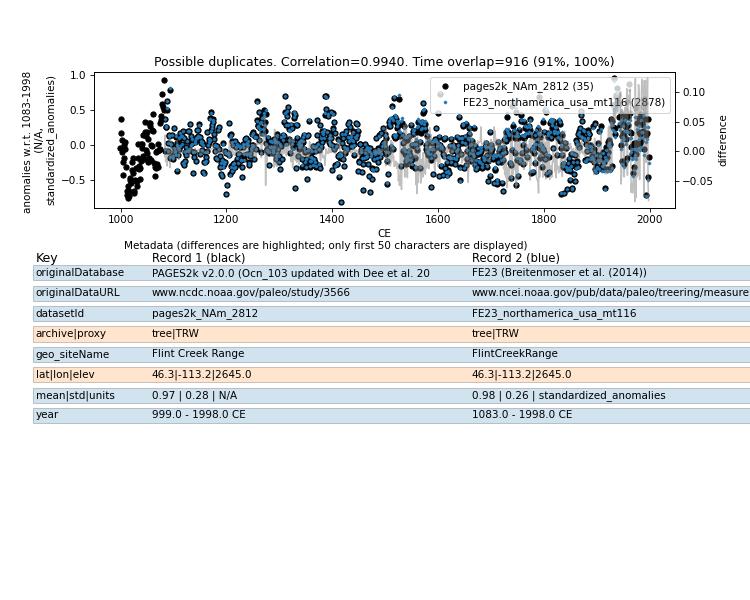 Possible duplicates. Correlation=0.9940. Time overlap=916 (91%, 100%)
anomalies w.r.t. 1083-1998
(N/A,
standardized_anomalies)
1.0
0.5
0.0
−0.5
pages2k_NAm_2812 (35)
FE23_northamerica_usa_mt116 (2878)
0.10
0.05
0.00
−0.05
difference
1000 1200 1400 1600 1800 2000
CE
Metadata (differences are highlighted; only first 50 characters are displayed)
Key Record 1 (black) Record 2 (blue)
originalDatabase PAGES2k v2.0.0 (Ocn_103 updated with Dee et al. 20 FE23 (Breitenmoser et al. (2014))
originalDataURL www.ncdc.noaa.gov/paleo/study/3566 www.ncei.noaa.gov/pub/data/paleo/treering/measure
datasetId pages2k_NAm_2812 FE23_northamerica_usa_mt116
archive|proxy tree|TRW tree|TRW
geo_siteName Flint Creek Range FlintCreekRange
lat|lon|elev 46.3|-113.2|2645.0 46.3|-113.2|2645.0
mean|std|units 0.97 | 0.28 | N/A 0.98 | 0.26 | standardized_anomalies
year 999.0 - 1998.0 CE 1083.0 - 1998.0 CE